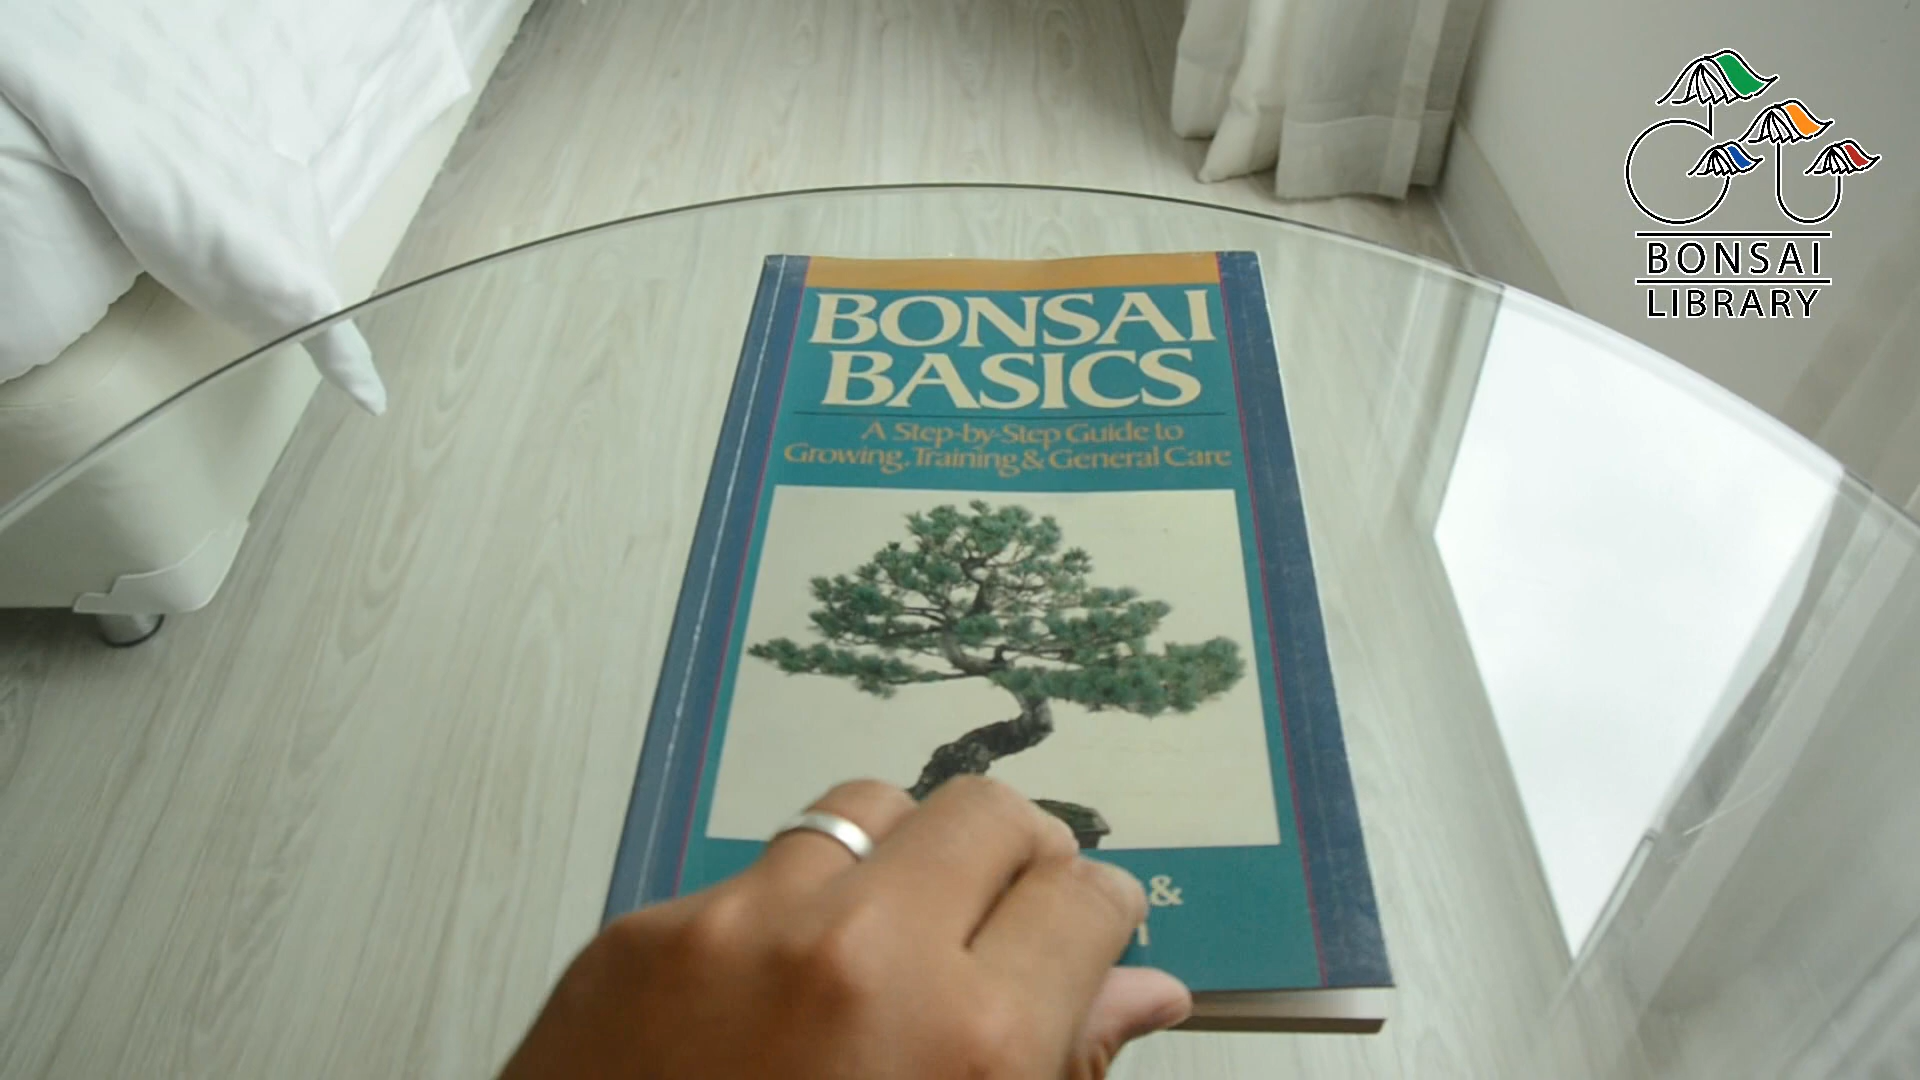 BONSAI
BASICS
A Step-by-Step Guide to
Growing, Training & General Care
&
BONSAI
LIBRARY